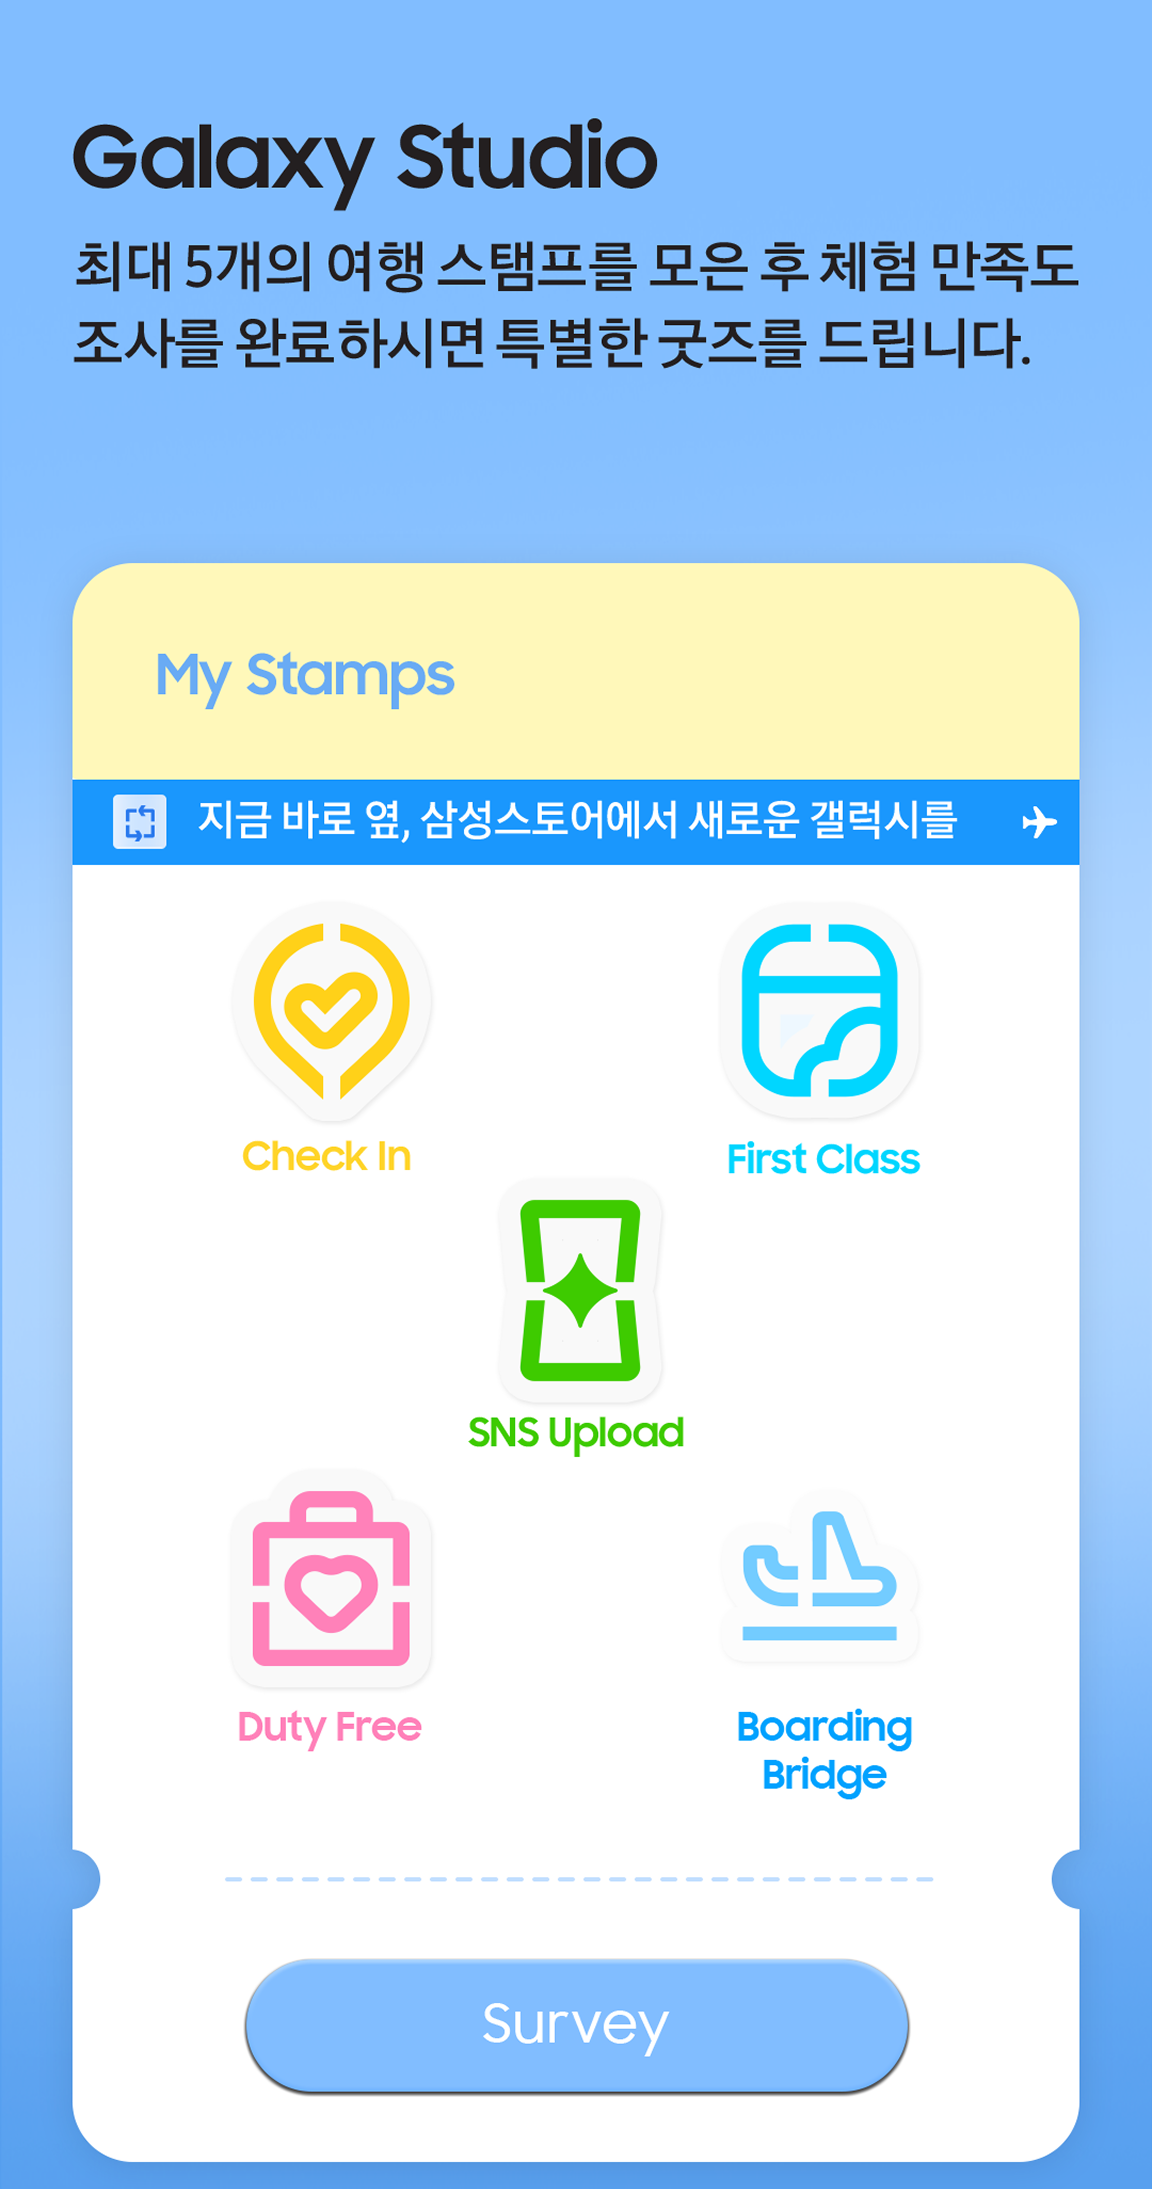 Galaxy Studio
최대 5개의 여행 스탬프를 모은 후 체험 만족도
조사를 완료하시면 특별한 굿즈를 드립니다.
My Stamps
지금 바로 옆, 삼성스토어에서 새로운 갤럭시를
Check In
First Class
SNS Upload
Duty Free
Boarding
Bridge
Survey